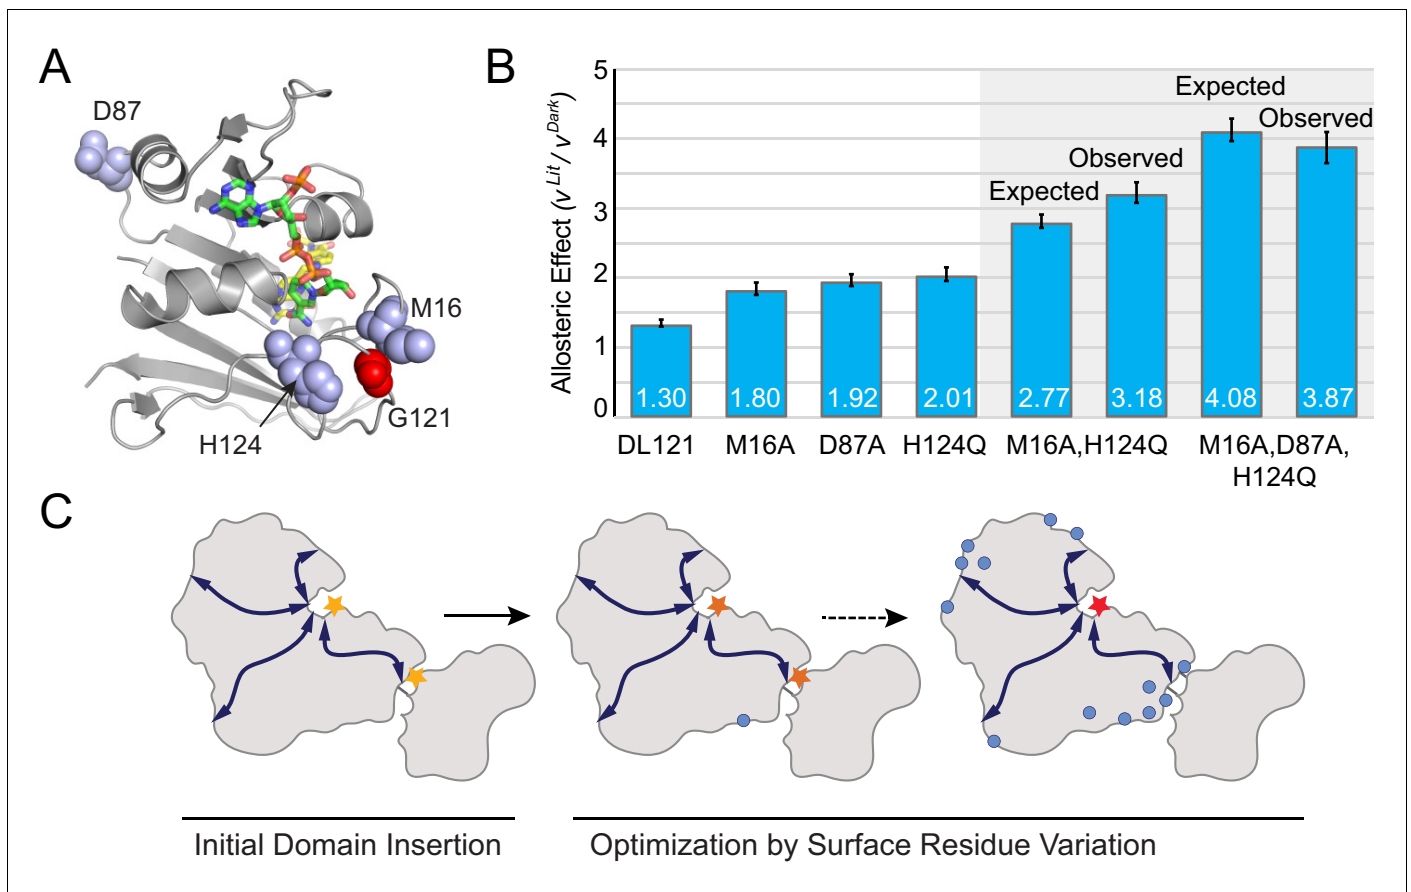 A
D87
M16
G121
H124
B
Allosteric Effect (v Lit / v Dark)
5
4
3
2
1
0
Expected
Observed
Expected
Observed
1.30
1.80
1.92
2.01
2.77
3.18
4.08
3.87
DL121
M16A
D87A
H124Q
M16A,H124Q
M16A,D87A,
H124Q
C
Initial Domain Insertion
Optimization by Surface Residue Variation